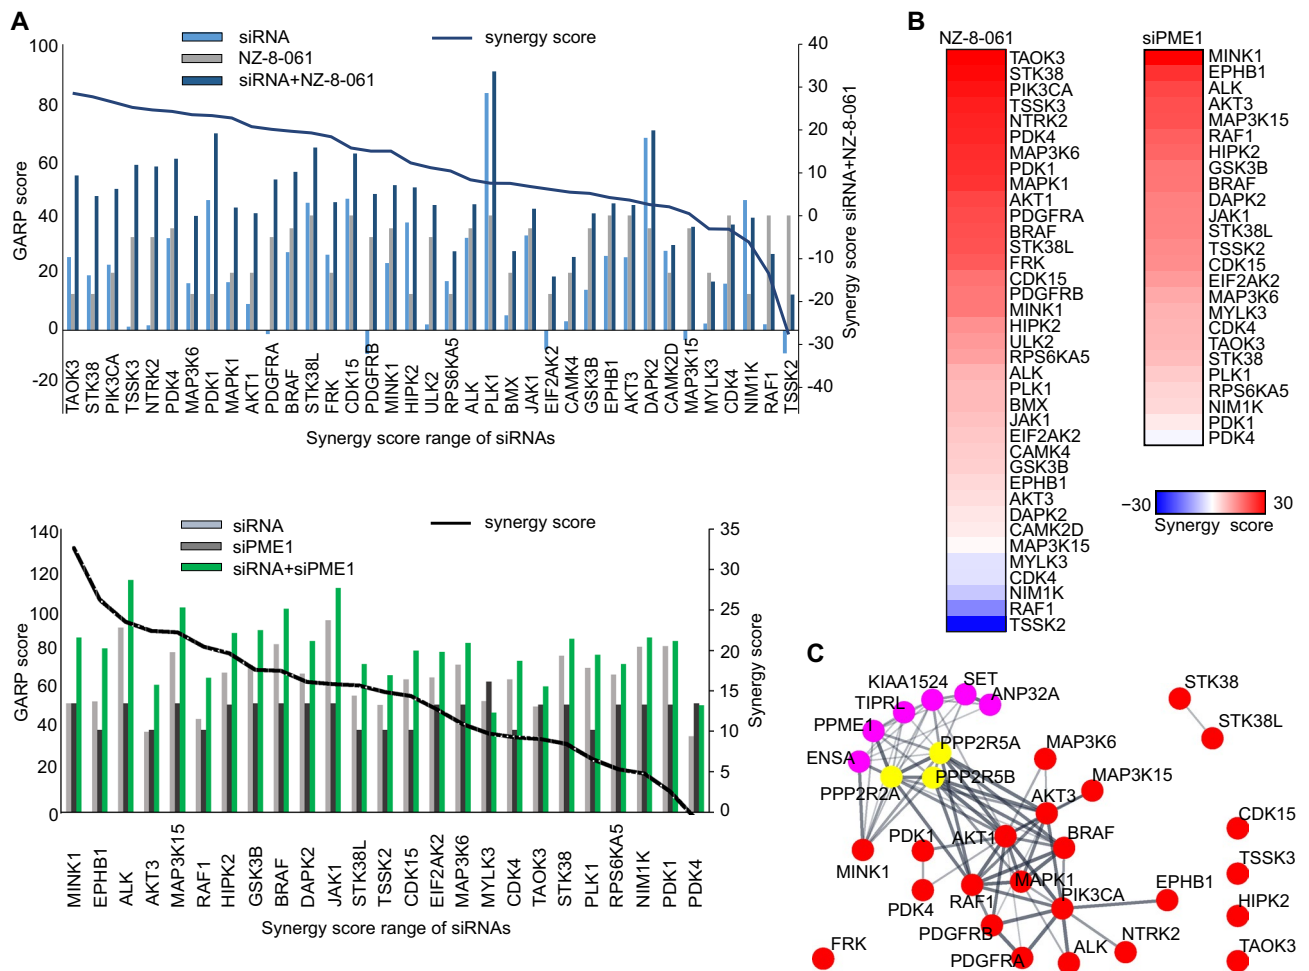 A
siRNA
NZ-8-061
siRNA+NZ-8-061
synergy score
100
80
60
40
20
0
-20
GARP score
40
30
20
10
0
-10
-20
-30
-40
Synergy score siRNA+NZ-8-061
TAOK3
STK38
PIK3CA
TSSK3
NTRK2
PDK4
MAP3K6
PDK1
MAPK1
AKT1
PDGFRA
BRAF
STK38L
FRK
CDK15
PDGFRB
MINK1
HIPK2
ULK2
RPS6KA5
ALK
PLK1
BMX
JAK1
EIF2AK2
CAMK4
GSK3B
EPHB1
AKT3
DAPK2
CAMK2D
MAP3K15
MYLK3
CDK4
NIM1K
RAF1
TSSK2
Synergy score range of siRNAs
siRNA
siPME1
siRNA+siPME1
synergy score
140
120
100
80
60
40
20
0
GARP score
35
30
25
20
15
10
5
0
Synergy score
MINK1
EPHB1
ALK
AKT3
MAP3K15
RAF1
HIPK2
GSK3B
BRAF
DAPK2
JAK1
STK38L
TSSK2
CDK15
EIF2AK2
MAP3K6
MYLK3
CDK4
TAOK3
STK38
PLK1
RPS6KA5
NIM1K
PDK1
PDK4
Synergy score range of siRNAs
B
NZ-8-061
TAOK3
STK38
PIK3CA
TSSK3
NTRK2
PDK4
MAP3K6
PDK1
MAPK1
AKT1
PDGFRA
BRAF
STK38L
FRK
CDK15
PDGFRB
MINK1
HIPK2
ULK2
RPS6KA5
ALK
PLK1
BMX
JAK1
EIF2AK2
CAMK4
GSK3B
EPHB1
AKT3
DAPK2
CAMK2D
MAP3K15
MYLK3
CDK4
NIM1K
RAF1
TSSK2
siPME1
MINK1
EPHB1
ALK
AKT3
MAP3K15
RAF1
HIPK2
GSK3B
BRAF
DAPK2
JAK1
STK38L
TSSK2
CDK15
EIF2AK2
MAP3K6
MYLK3
CDK4
TAOK3
STK38
PLK1
RPS6KA5
NIM1K
PDK1
PDK4
−30 30
Synergy score
C
KIAA1524
SET
TIPRL
ANP32A
PPME1
ENSA
PPP2R5A
PPP2R5B
PPP2R2A
STK38
STK38L
MAP3K6
MAP3K15
AKT3
CDK15
PDK1
AKT1
BRAF
MINK1
TSSK3
MAPK1
PIK3CA
EPHB1
PDK4
RAF1
HIPK2
PDGFRB
NTRK2
FRK
PDGFRA
ALK
TAOK3